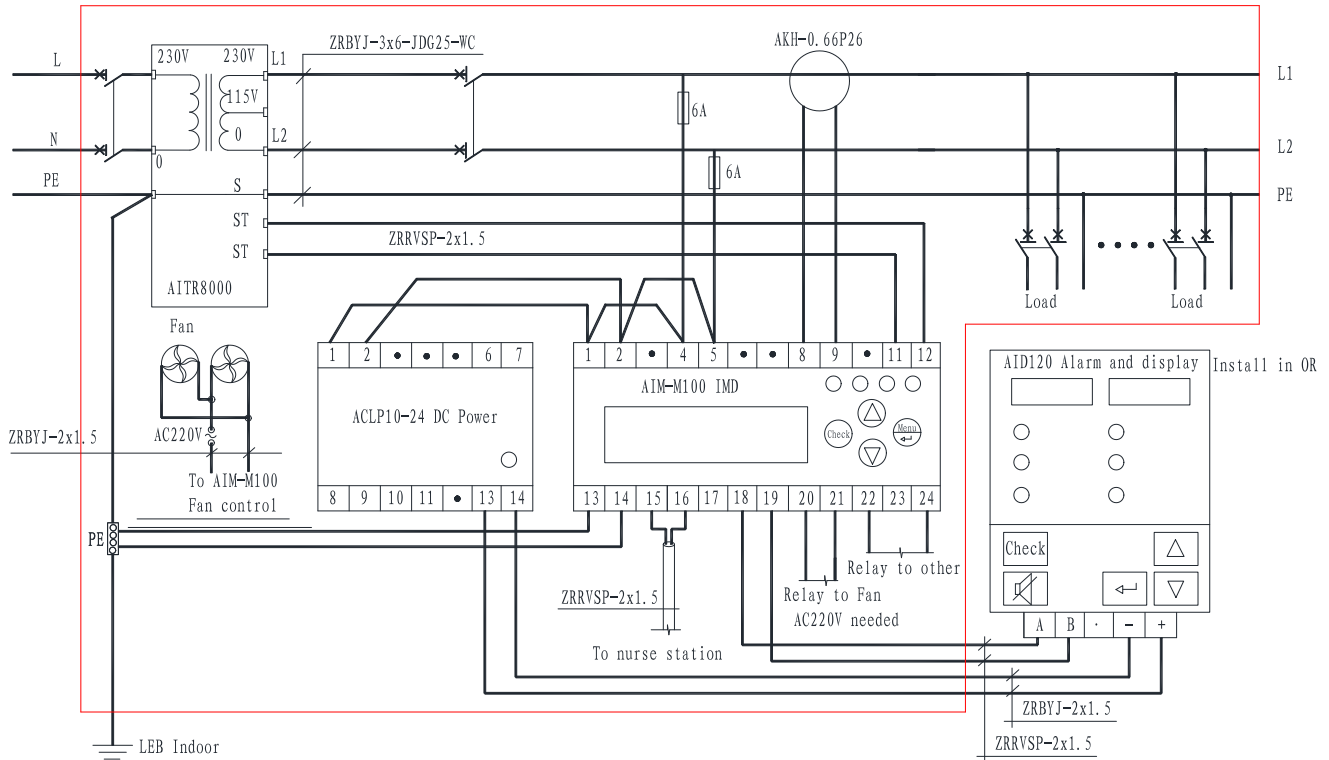 L
N
PE
230V 230V
115V
0
0
S
ST
ST
AITR8000
L1
L2
ZRBYJ-3x6-JDG25-WC
ZRRVSP-2x1.5
6A
6A
AKH-0.66P26
L1
L2
PE
Load
Load
Fan
AC220V
ZRBYJ-2x1.5
To AIM-M100
Fan control
PE
LEB Indoor
1 2 • • • 6 7
ACLP10-24 DC Power
8 9 10 11 • 13 14
1 2 • 4 5 • • 8 9 • 11 12
AIM-M100 IMD
Check
Menu
13 14 15 16 17 18 19 20 21 22 23 24
ZRRVSP-2x1.5
To nurse station
Relay to Fan
AC220V needed
Relay to other
AID120 Alarm and display
Install in OR
Check
A B · - +
ZRBYJ-2x1.5
ZRRVSP-2x1.5